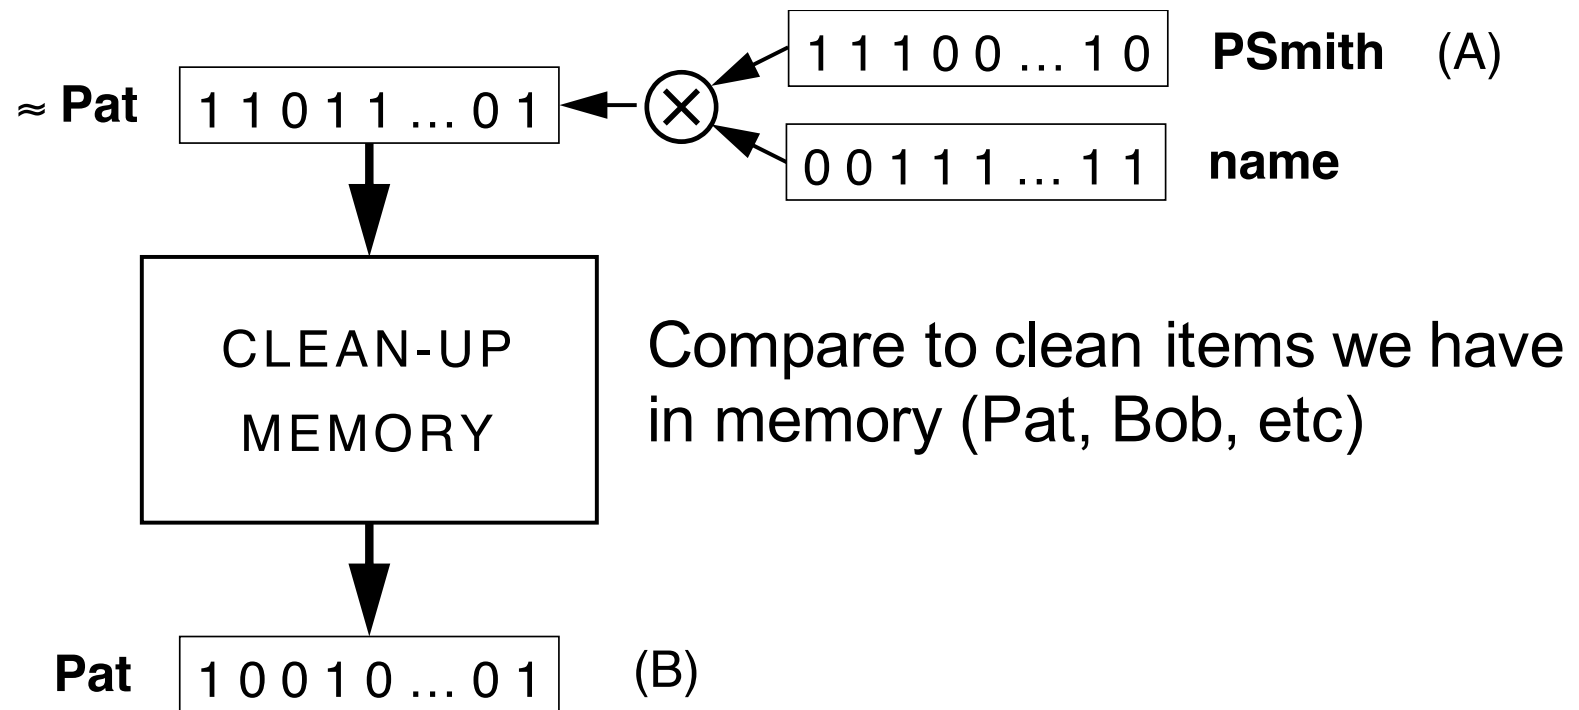 1 1 1 0 0 ... 1 0 PSmith (A)
≈ Pat 1 1 0 1 1 ... 0 1
0 0 1 1 1 ... 1 1 name
CLEAN-UP
MEMORY
Compare to clean items we have
in memory (Pat, Bob, etc)
Pat 1 0 0 1 0 ... 0 1 (B)